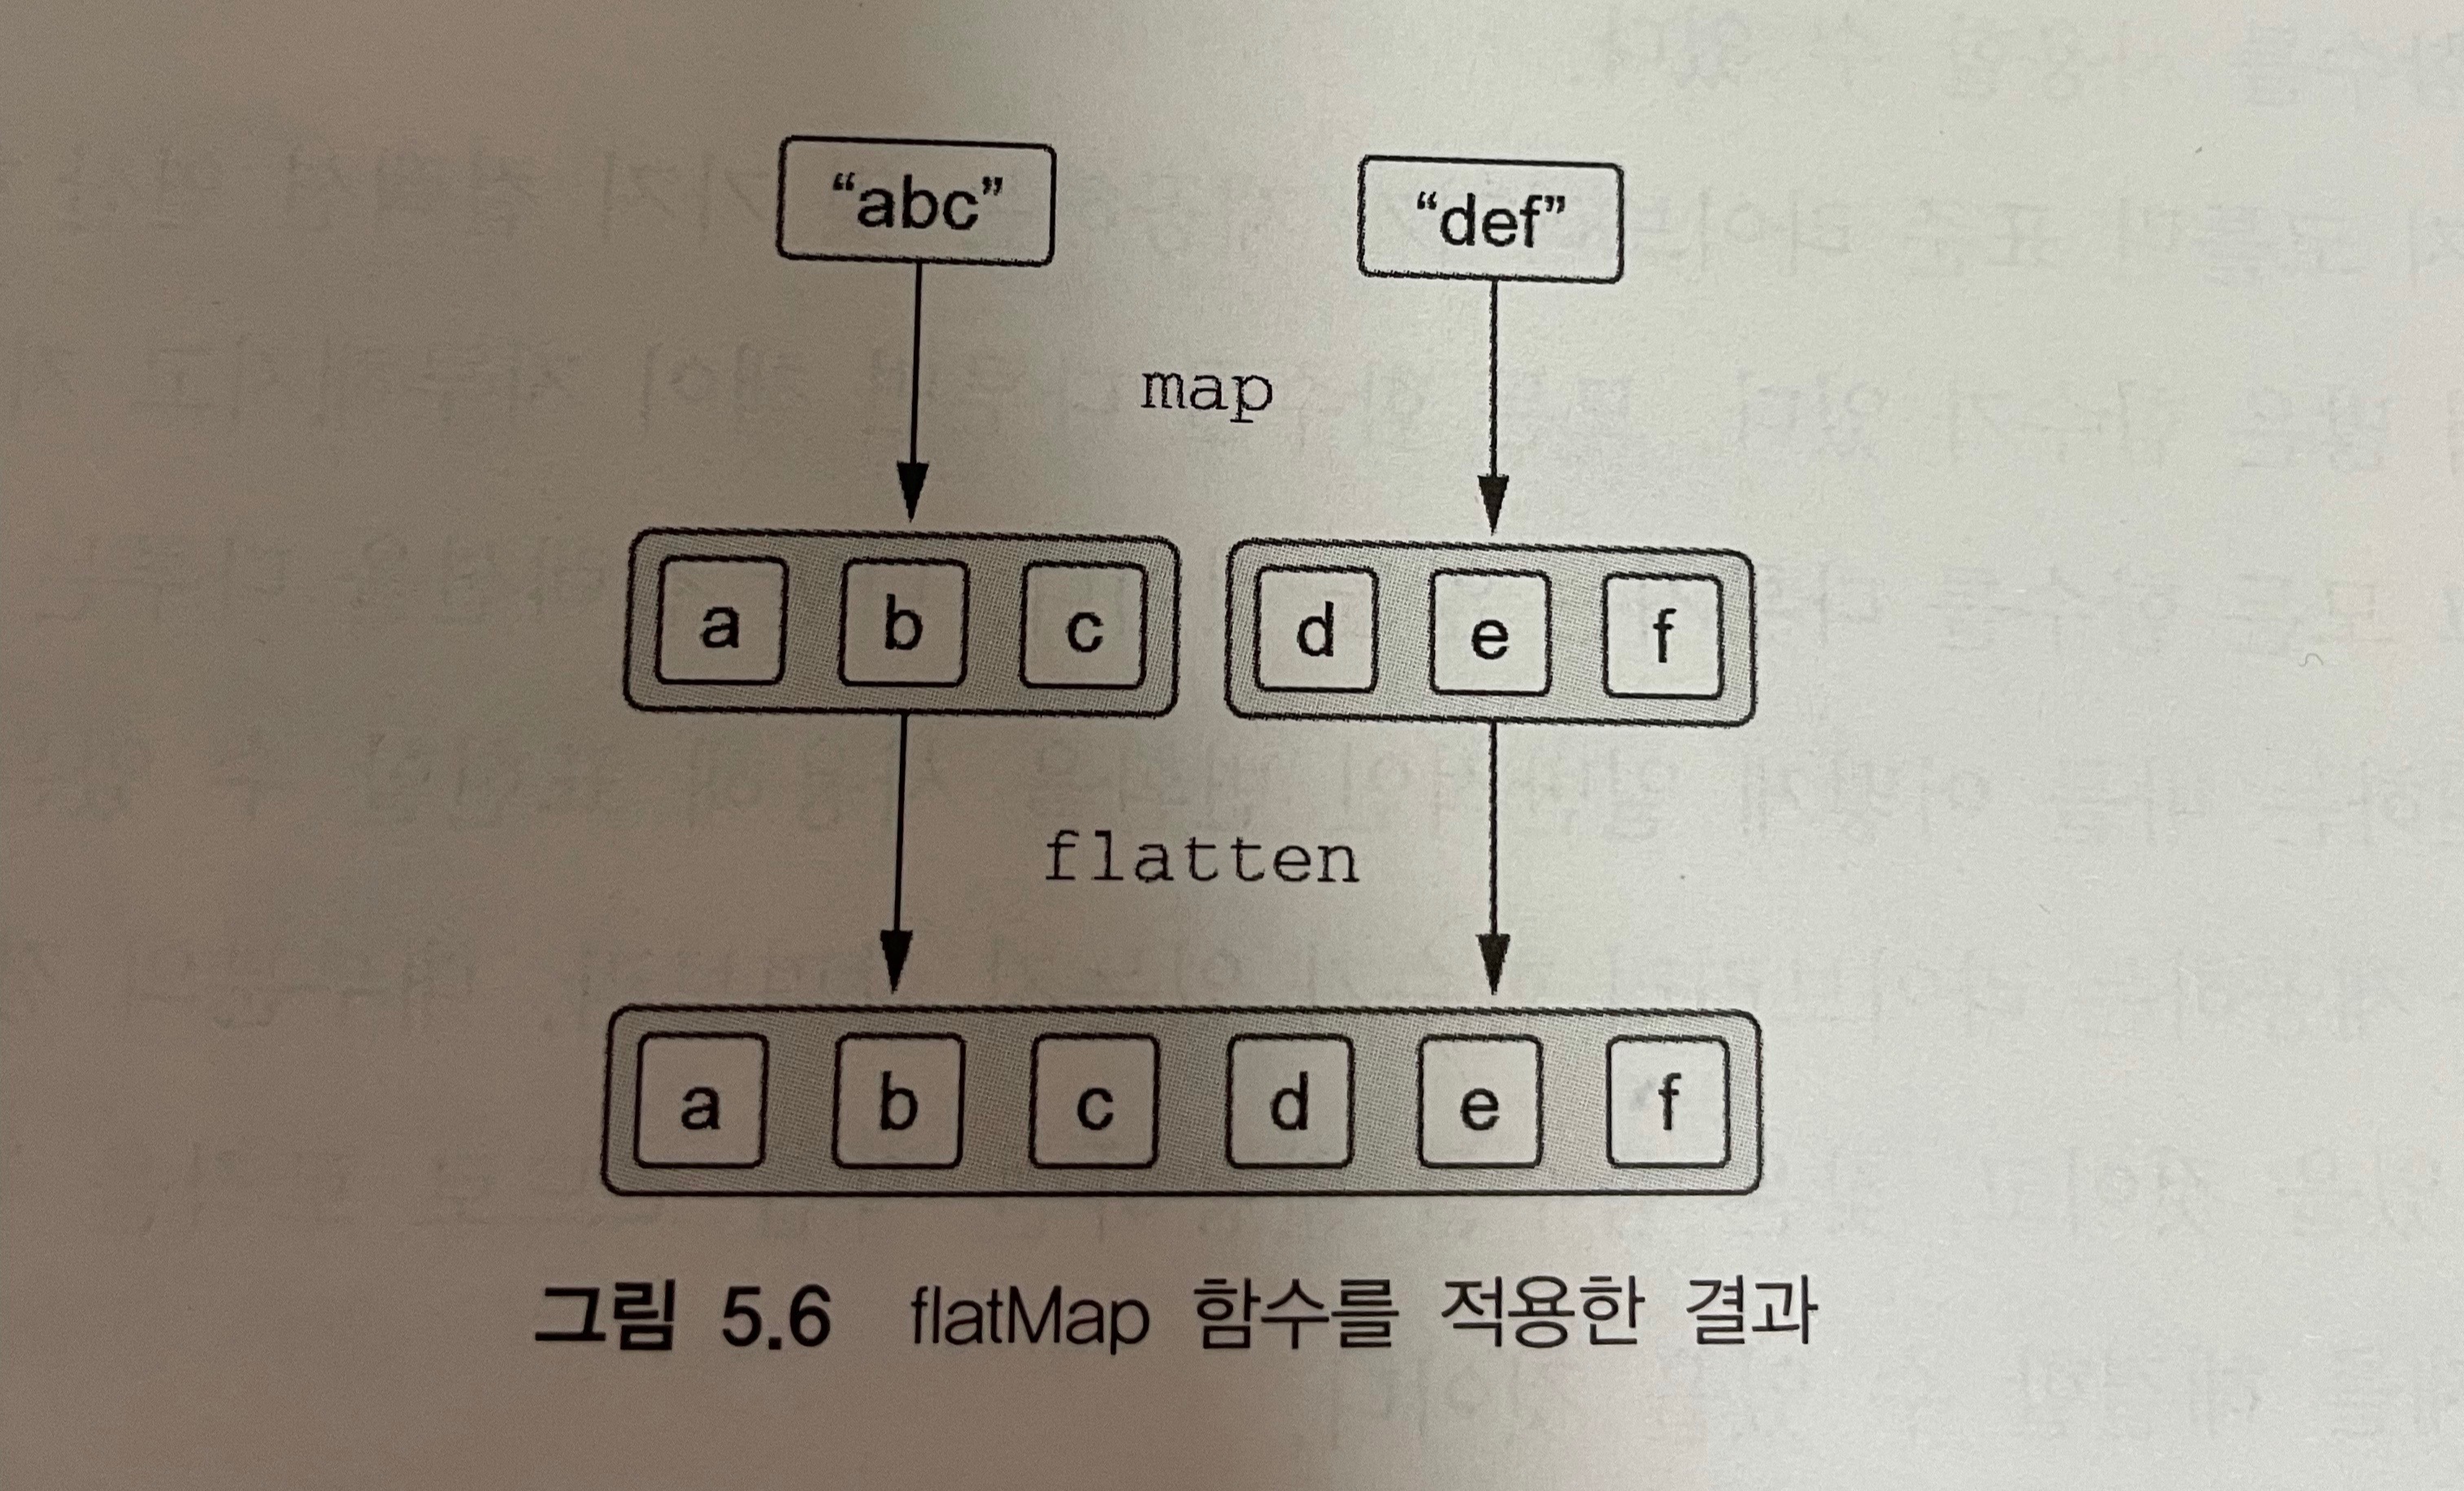 “abc” “def”
map
a b c d e f
flatten
a b c d e f
그림 5.6 flatMap 함수를 적용한 결과